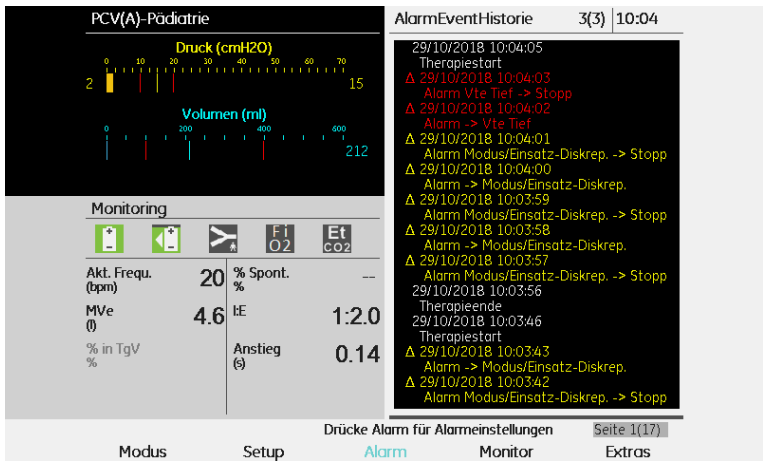 PCV(A)-Pädiatrie
Druck (cmH2O)
0 10 20 30 40 50 60 70
2 15
Volumen (ml)
0 200 400 600
212
Monitoring
Fi
O2
Et
CO2
Akt. Frequ.
(bpm)
20
% Spont.
%
--
MVe
(l)
4.6
I:E
1:2.0
% in TgV
%
Anstieg
(s)
0.14
AlarmEventHistorie 3(3) 10:04
29/10/2018 10:04:05
Therapiestart
Δ 29/10/2018 10:04:03
Alarm Vte Tief -> Stopp
Δ 29/10/2018 10:04:02
Alarm -> Vte Tief
Δ 29/10/2018 10:04:01
Alarm Modus/Einsatz-Diskrep. -> Stopp
Δ 29/10/2018 10:04:00
Alarm -> Modus/Einsatz-Diskrep.
Δ 29/10/2018 10:03:59
Alarm Modus/Einsatz-Diskrep. -> Stopp
Δ 29/10/2018 10:03:58
Alarm -> Modus/Einsatz-Diskrep.
Δ 29/10/2018 10:03:57
Alarm Modus/Einsatz-Diskrep. -> Stopp
29/10/2018 10:03:56
Therapieende
29/10/2018 10:03:46
Therapiestart
Δ 29/10/2018 10:03:43
Alarm -> Modus/Einsatz-Diskrep.
Δ 29/10/2018 10:03:42
Alarm Modus/Einsatz-Diskrep. -> Stopp
Drücke Alarm für Alarmeinstellungen Seite 1(17)
Modus Setup Alarm Monitor Extras